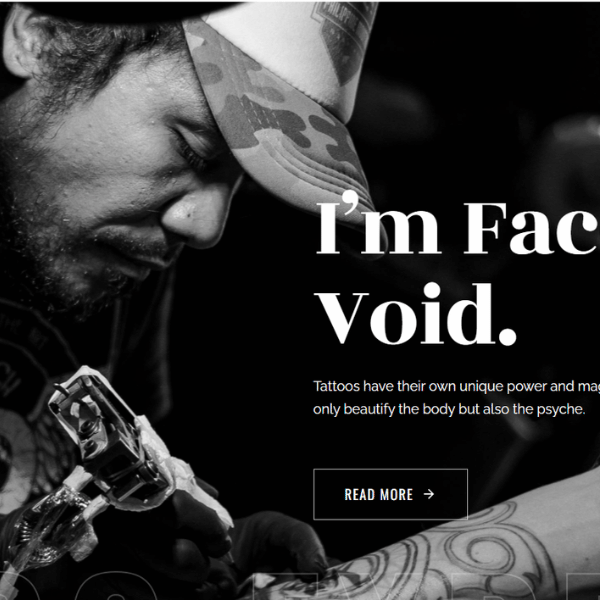 I’m Fac
Void.
Tattoos have their own unique power and mag
only beautify the body but also the psyche.
READ MORE →